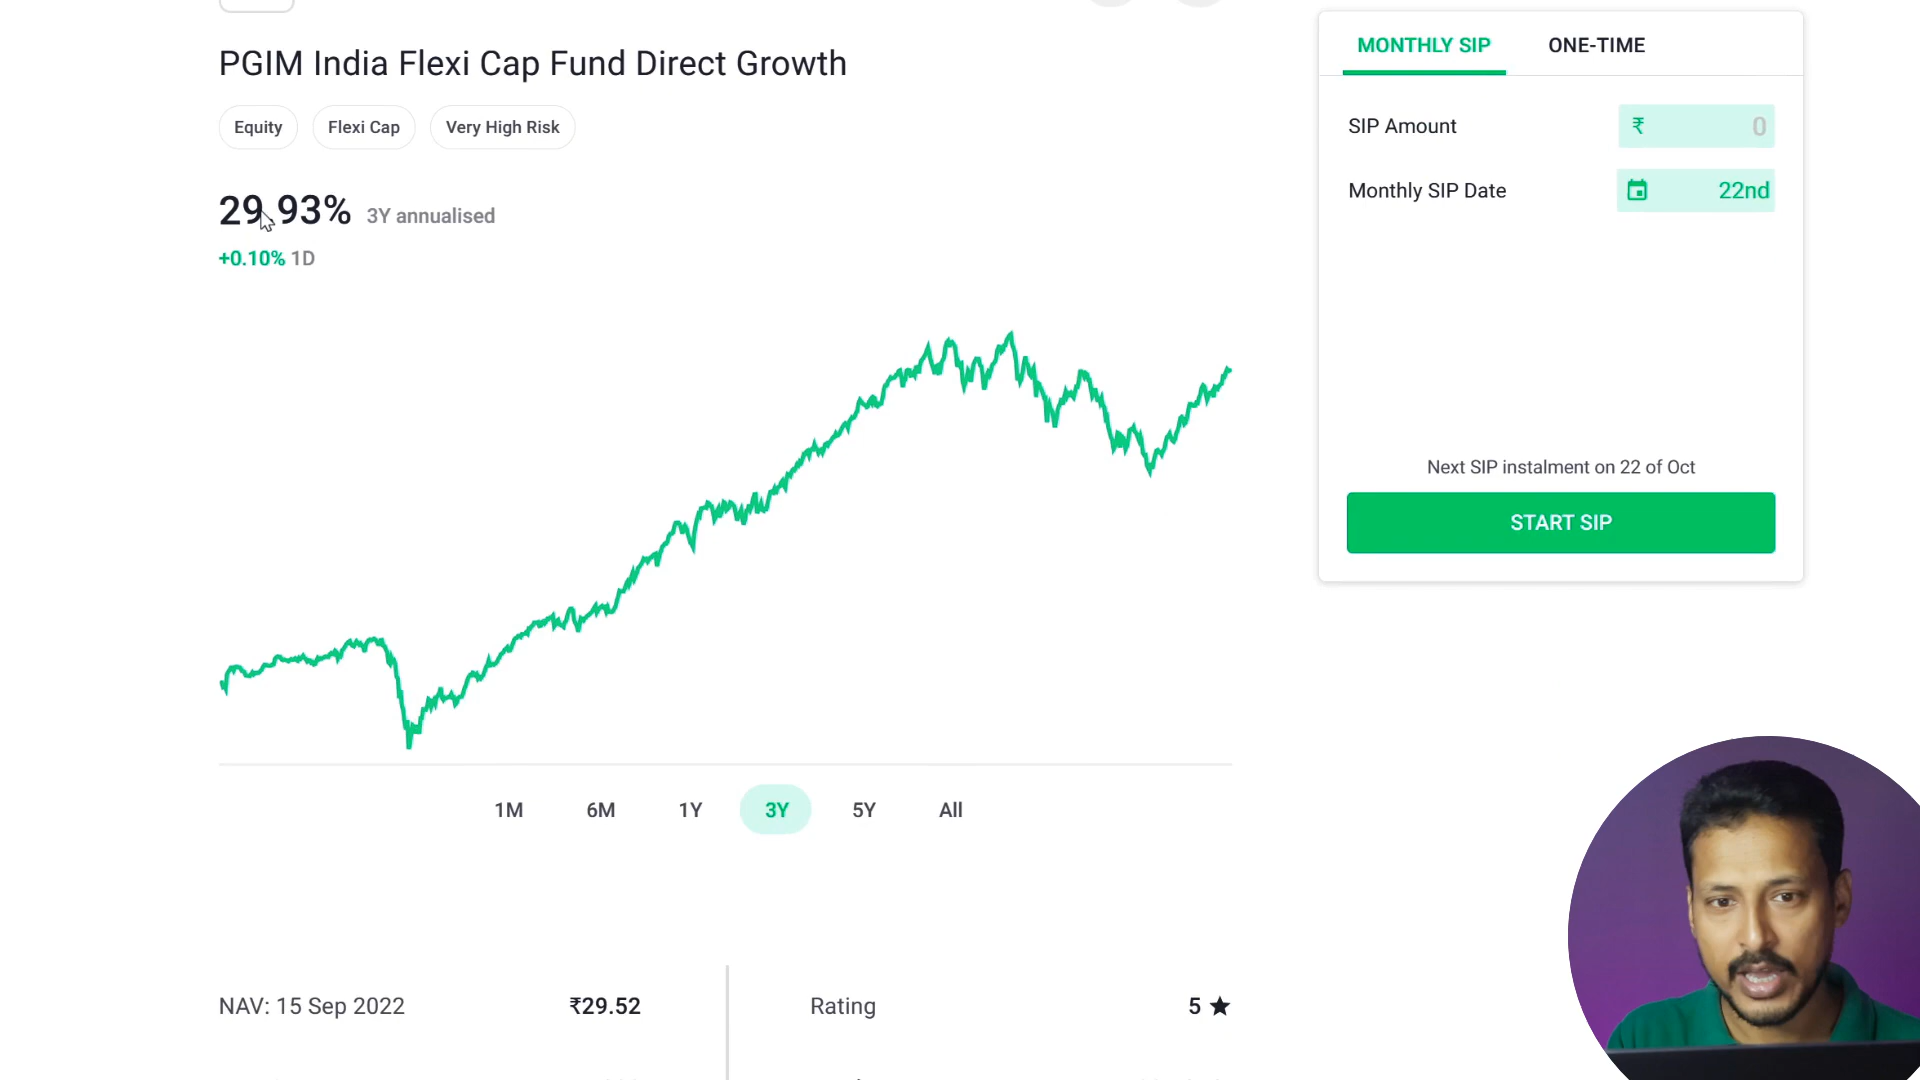 PGIM India Flexi Cap Fund Direct Growth
Equity
Flexi Cap
Very High Risk
29.93% 3Y annualised
+0.10% 1D
1M 6M 1Y 3Y 5Y All
NAV: 15 Sep 2022 ₹29.52
Rating 5 ★
MONTHLY SIP ONE-TIME
SIP Amount ₹ 0
Monthly SIP Date 22nd
Next SIP instalment on 22 of Oct
START SIP